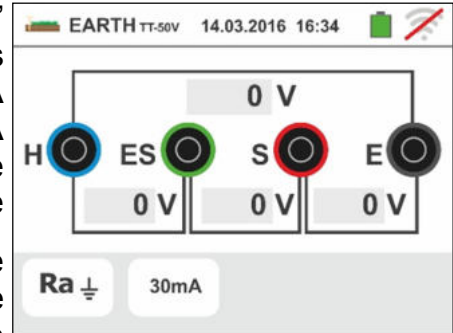 EARTH TT-50V 14.03.2016 16:34
0 V
H ES S E
0 V 0 V 0 V
Ra 30mA